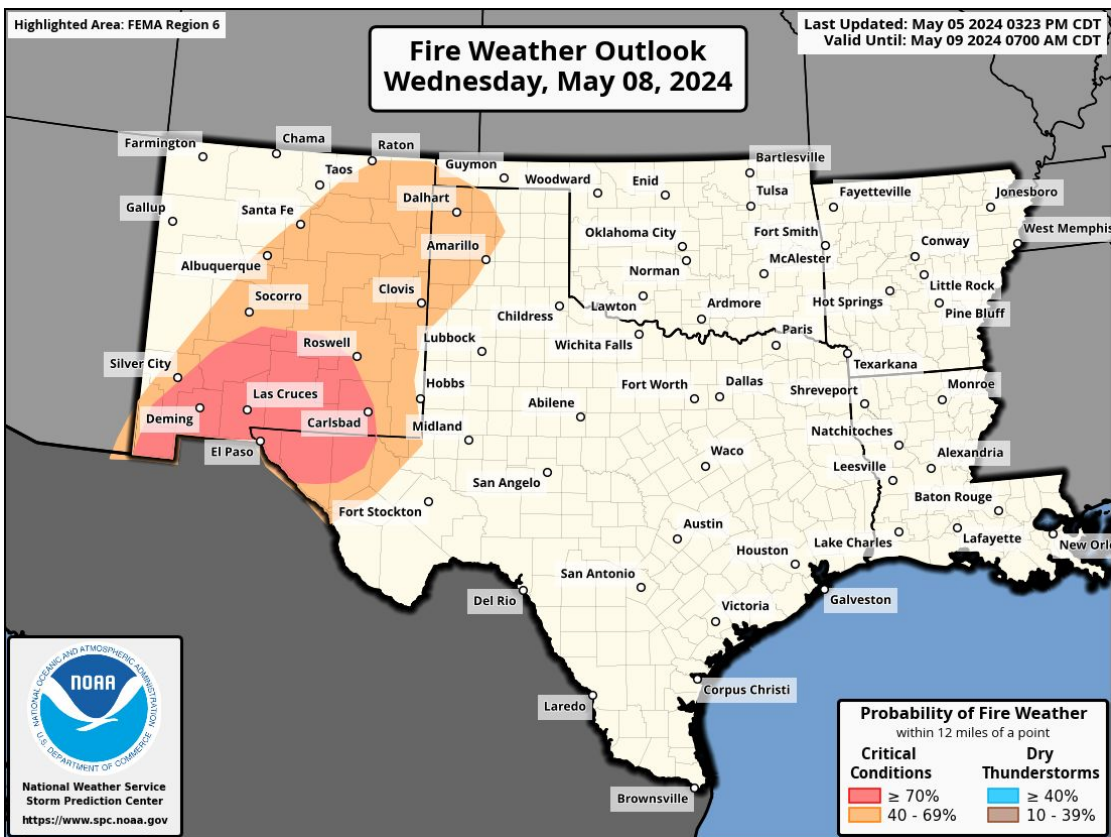 Highlighted Area: FEMA Region 6
Last Updated: May 05 2024 0323 PM CDT
Valid Until: May 09 2024 0700 AM CDT
Fire Weather Outlook
Wednesday, May 08, 2024
Farmington
Chama
Raton
Taos
Guymon
Woodward
Enid
Bartlesville
Tulsa
Fayetteville
Jonesboro
Gallup
Santa Fe
Dalhart
Oklahoma City
Fort Smith
Conway
West Memphis
Albuquerque
Amarillo
Norman
McAlester
Little Rock
Socorro
Clovis
Childress
Lawton
Ardmore
Hot Springs
Pine Bluff
Roswell
Lubbock
Wichita Falls
Paris
Texarkana
Silver City
Las Cruces
Hobbs
Fort Worth
Dallas
Shreveport
Monroe
Deming
Carlsbad
Midland
Abilene
Natchitoches
El Paso
Waco
Leesville
Alexandria
San Angelo
Baton Rouge
Fort Stockton
Austin
Lake Charles
Lafayette
New Orl
Houston
San Antonio
Del Rio
Victoria
Galveston
Laredo
Corpus Christi
Brownsville
NATIONAL OCEANIC AND ATMOSPHERIC ADMINISTRATION
NOAA
U.S. DEPARTMENT OF COMMERCE
National Weather Service
Storm Prediction Center
https://www.spc.noaa.gov
Probability of Fire Weather
within 12 miles of a point
Critical Conditions
≥ 70%
40 - 69%
Dry Thunderstorms
≥ 40%
10 - 39%